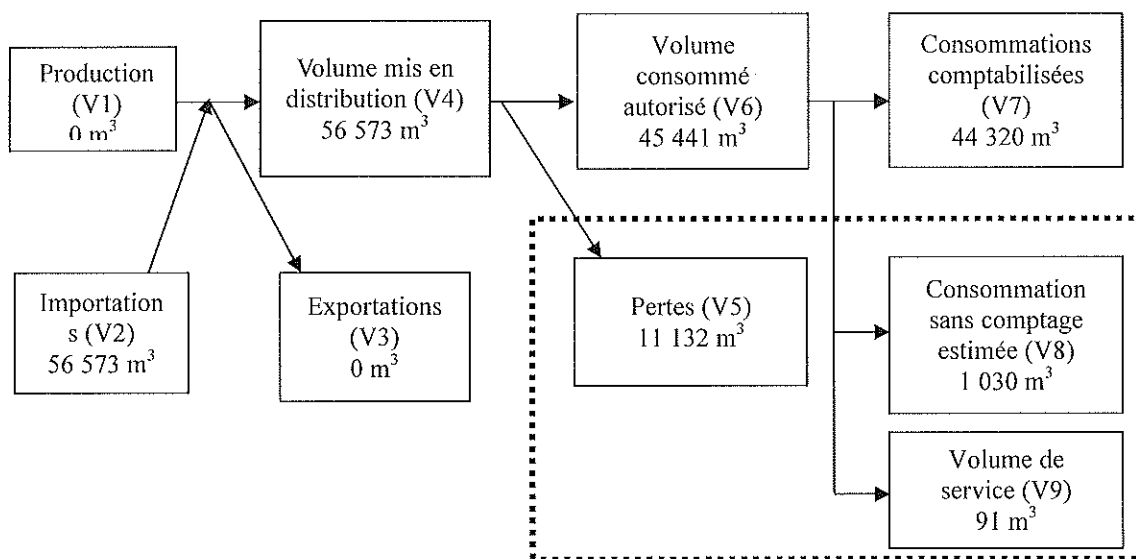 Production
(V1)
0 m³
Volume mis en
distribution (V4)
56 573 m³
Volume
consommé
autorisé (V6)
45 441 m³
Consommations
comptabilisées
(V7)
44 320 m³
Importation
s (V2)
56 573 m³
Exportations
(V3)
0 m³
Pertes (V5)
11 132 m³
Consommation
sans comptage
estimée (V8)
1 030 m³
Volume de
service (V9)
91 m³